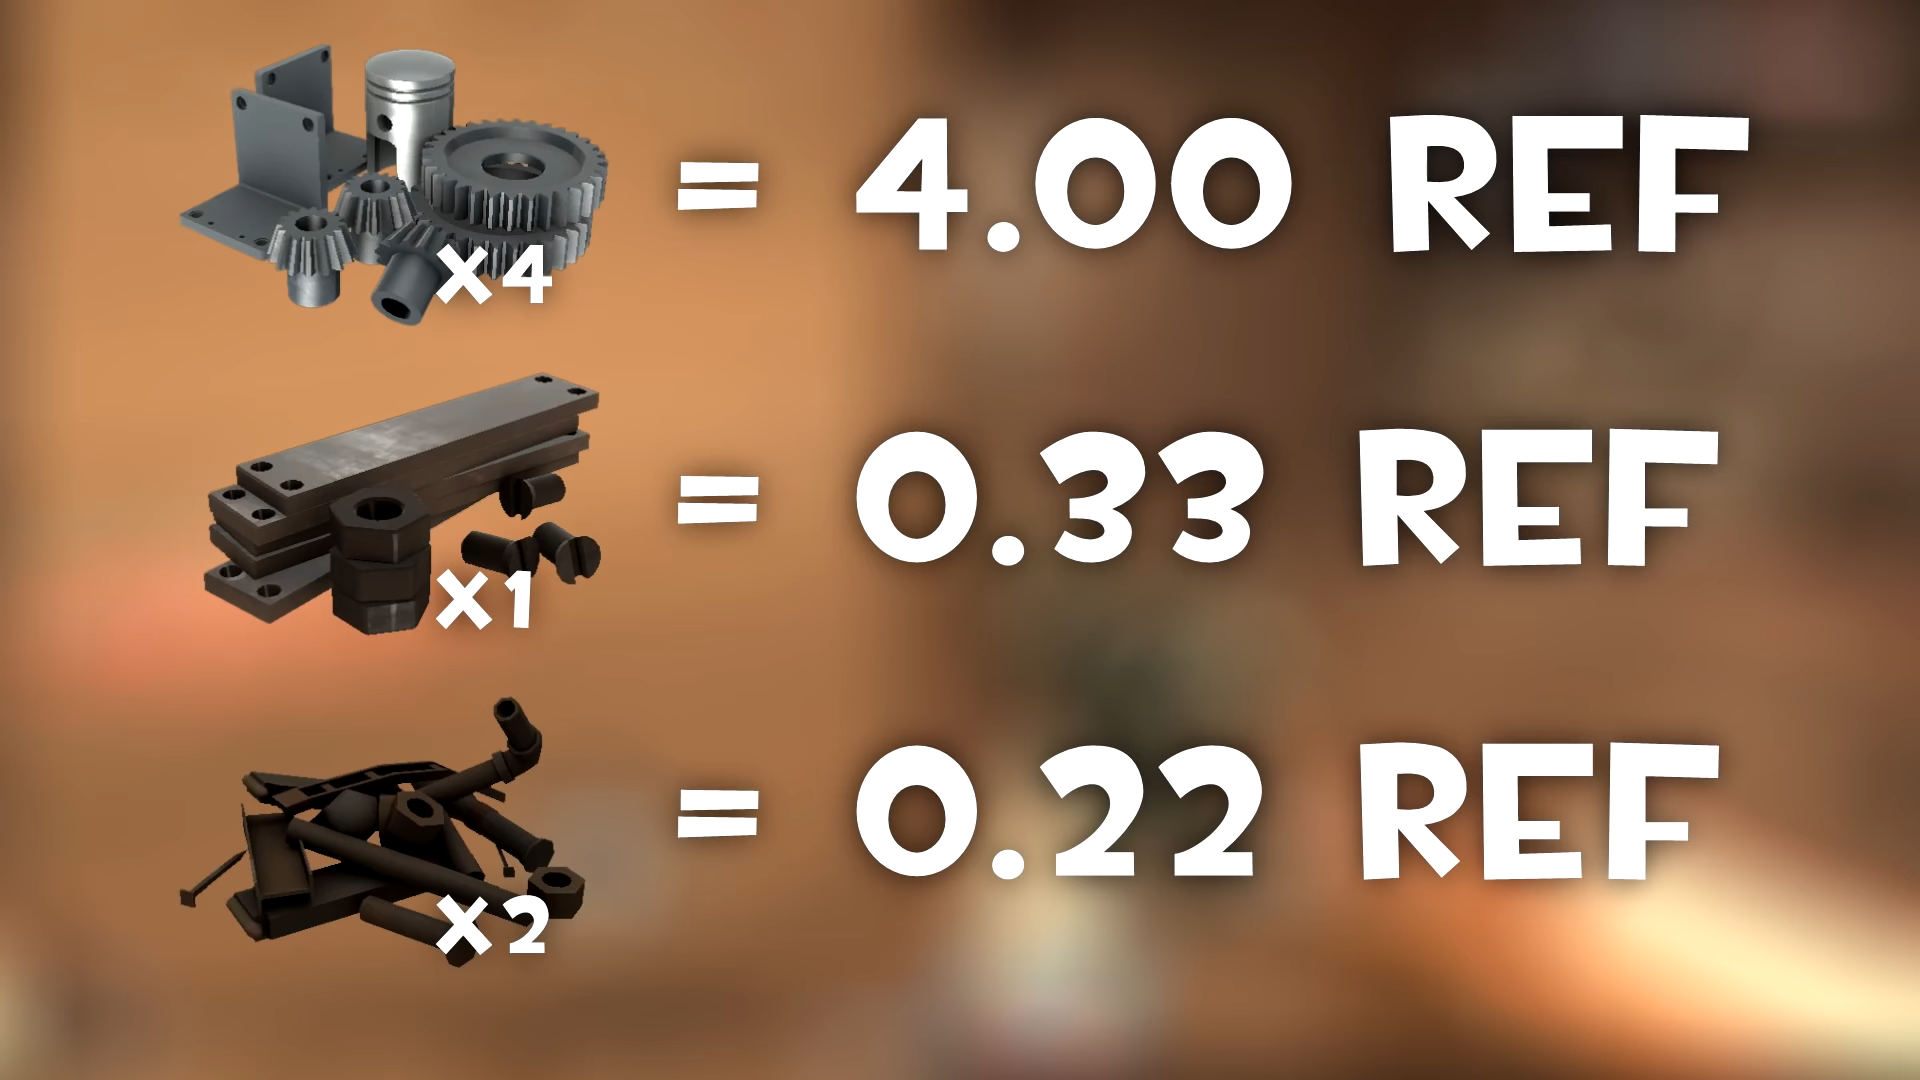 ×4 = 4.00 REF
×1 = 0.33 REF
×2 = 0.22 REF